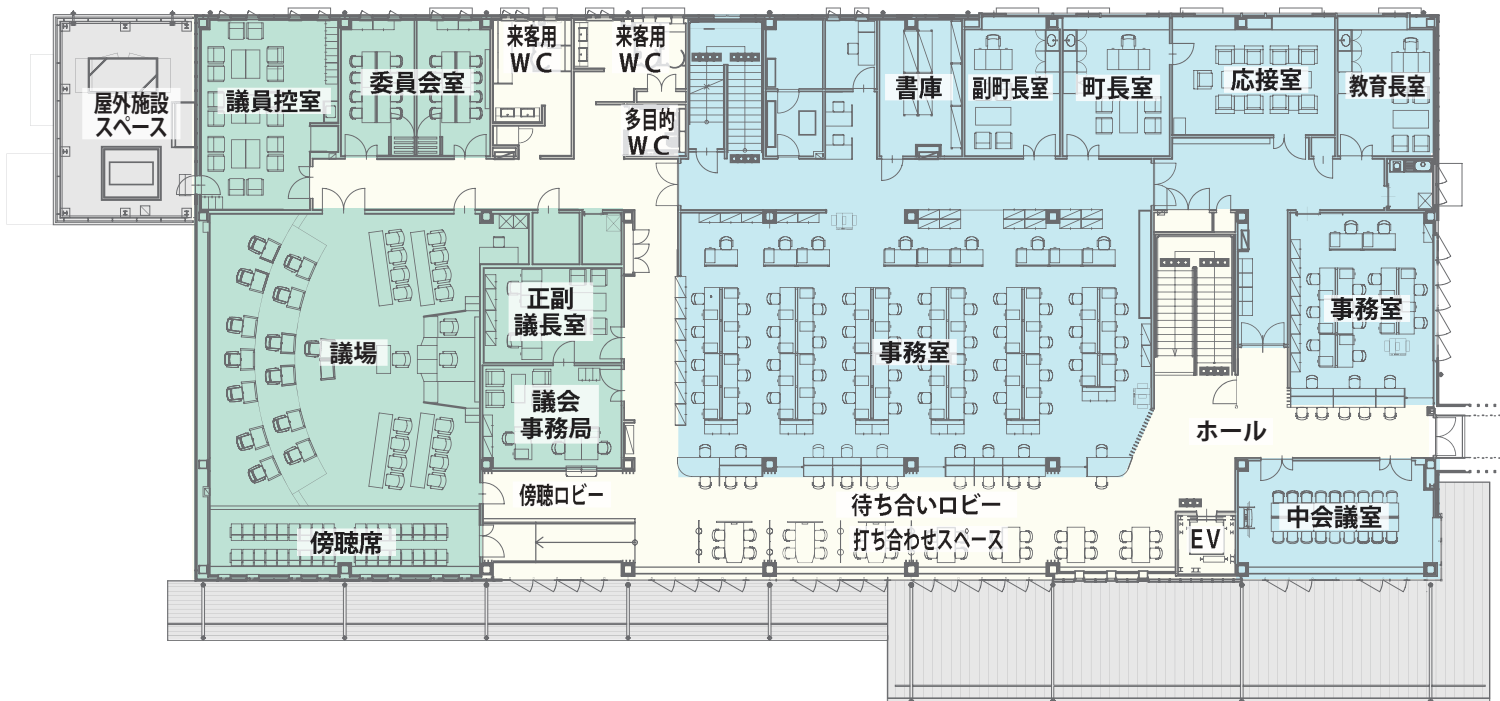 来客用
WC
来客用
WC
屋外施設
スペース
議員控室
委員会室
多目的
WC
書庫
副町長室
町長室
応接室
教育長室
正副
議長室
議場
議会
事務局
事務室
事務室
ホール
傍聴ロビー
待ち合いロビー
打ち合わせスペース
傍聴席
EV
中会議室